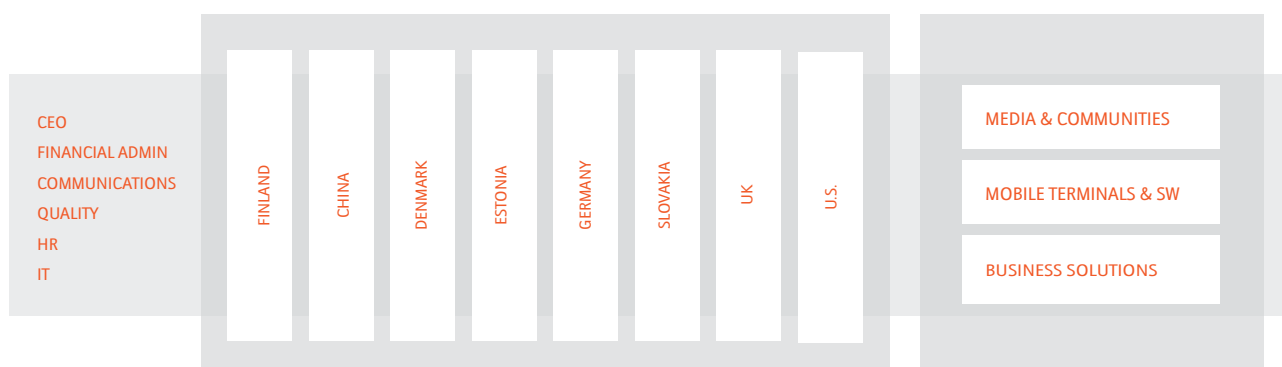 CEO
FINANCIAL ADMIN
COMMUNICATIONS
QUALITY
HR
IT
FINLAND
CHINA
DENMARK
ESTONIA
GERMANY
SLOVAKIA
UK
U.S.
MEDIA & COMMUNITIES
MOBILE TERMINALS & SW
BUSINESS SOLUTIONS